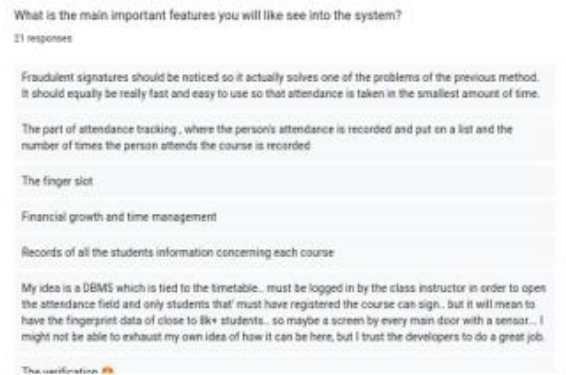 What is the main important features you will like see into the system?
21 responses
Fraudulent signatures should be noticed so it actually solves one of the problems of the previous method.
It should equally be really fast and easy to use so that attendance is taken in the smallest amount of time.
The part of attendance tracking , where the person's attendance is recorded and put on a list and the
number of times the person attends the course is recorded
The finger slot
Financial growth and time management
Records of all the students information concerning each course
My idea is a DBMS which is tied to the timetable.. must be logged in by the class instructor in order to open
the attendance field and only students that' must have registered the course can sign.. but it will mean to
have the fingerprint data of close to 8k+ students.. so maybe a screen by every main door with a sensor... I
might not be able to exhaust my own idea of how it can be here, but I trust the developers to do a great job.
The verification